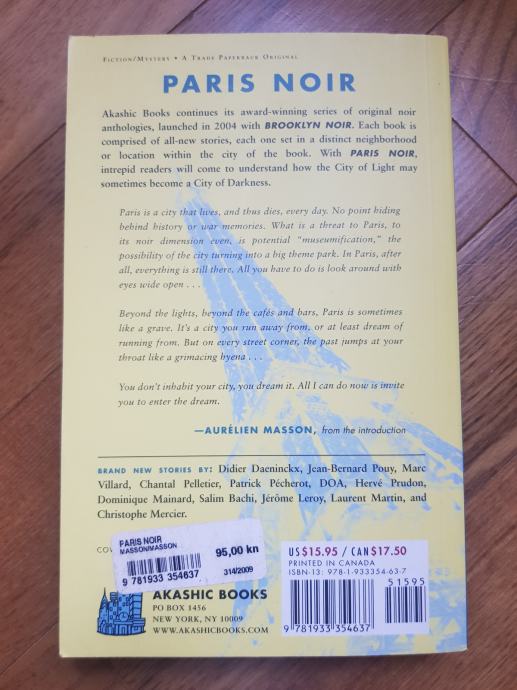 FICTION/MYSTERY • A TRADE PAPERBACK ORIGINAL
PARIS NOIR
Akashic Books continues its award-winning series of original noir
anthologies, launched in 2004 with BROOKLYN NOIR. Each book is
comprised of all-new stories, each one set in a distinct neighborhood
or location within the city of the book. With PARIS NOIR,
intrepid readers will come to understand how the City of Light may
sometimes become a City of Darkness.
Paris is a city that lives, and thus dies, every day. No point hiding
behind history or war memories. What is a threat to Paris, to
its noir dimension even, is potential "museumification," the
possibility of the city turning into a big theme park. In Paris, after
all, everything is still there. All you have to do is look around with
eyes wide open . . .
Beyond the lights, beyond the cafés and bars, Paris is sometimes
like a grave. It's a city you run away from, or at least dream of
running from. But on every street corner, the past jumps at your
throat like a grimacing hyena . . .
You don't inhabit your city, you dream it. All I can do now is invite
you to enter the dream.
—AURÉLIEN MASSON, from the introduction
BRAND NEW STORIES BY: Didier Daeninckx, Jean-Bernard Pouy, Marc
Villard, Chantal Pelletier, Patrick Pécherot, DOA, Hervé Prudon,
Dominique Mainard, Salim Bachi, Jérôme Leroy, Laurent Martin, and
Christophe Mercier.
PARIS NOIR
MASSON/MASSON
95,00 kn
9 781933 354637
314/2009
AKASHIC BOOKS
PO BOX 1456
NEW YORK, NY 10009
WWW.AKASHICBOOKS.COM
US$15.95 / CAN$17.50
PRINTED IN CANADA
ISBN-13: 978-1-933354-63-7
51595
9 781933 354637